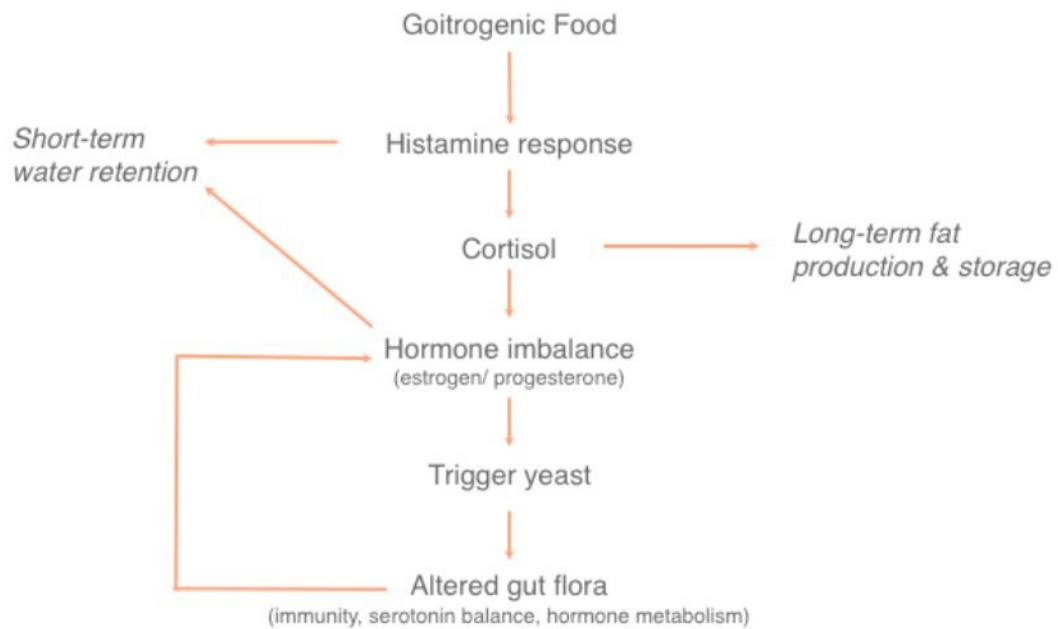 Goitrogenic Food
Short-term
water retention
Histamine response
Cortisol
Long-term fat
production & storage
Hormone imbalance
(estrogen/ progesterone)
Trigger yeast
Altered gut flora
(immunity, serotonin balance, hormone metabolism)